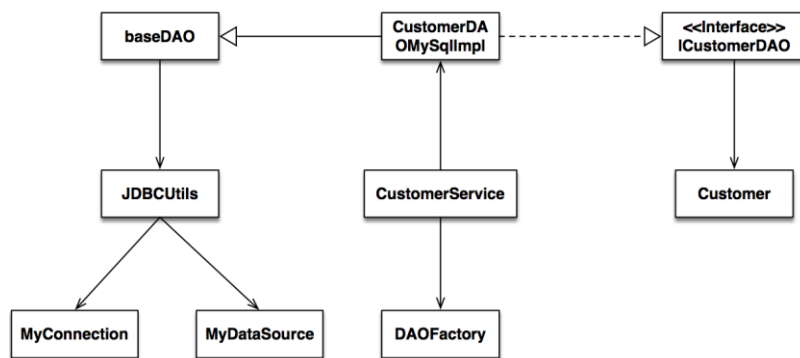 baseDAO
CustomerDA
OMySqlImpl
<<Interface>>
ICustomerDAO
JDBCUtils
CustomerService
Customer
MyConnection
MyDataSource
DAOFactory